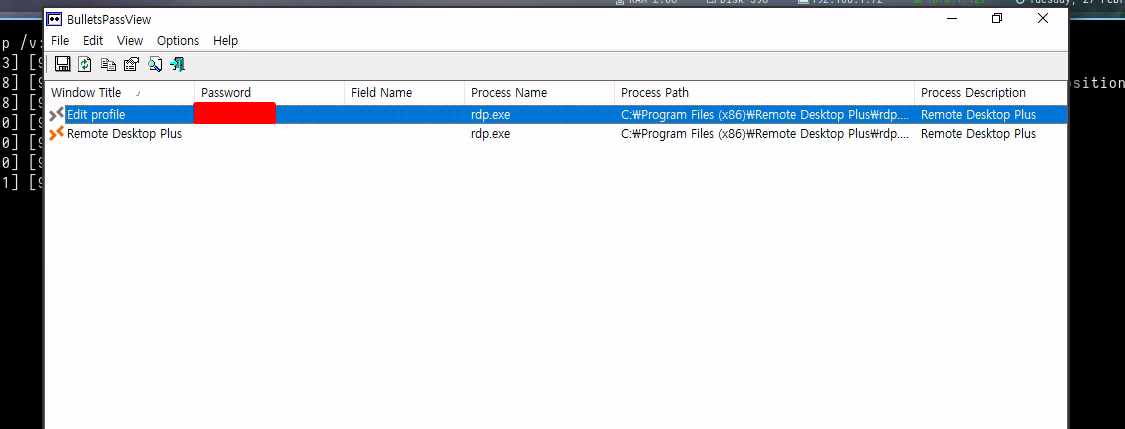 BulletsPassView
File Edit View Options Help
p /v:
Window Title Password Field Name Process Name Process Path Process Description
Edit profile rdp.exe C:₩Program Files (x86)₩Remote Desktop Plus₩rdp.... Remote Desktop Plus
Remote Desktop Plus rdp.exe C:₩Program Files (x86)₩Remote Desktop Plus₩rdp.... Remote Desktop Plus
3] [9
8] [9 osition
8] [9
0] [9
0] [9
0] [9
1] [9